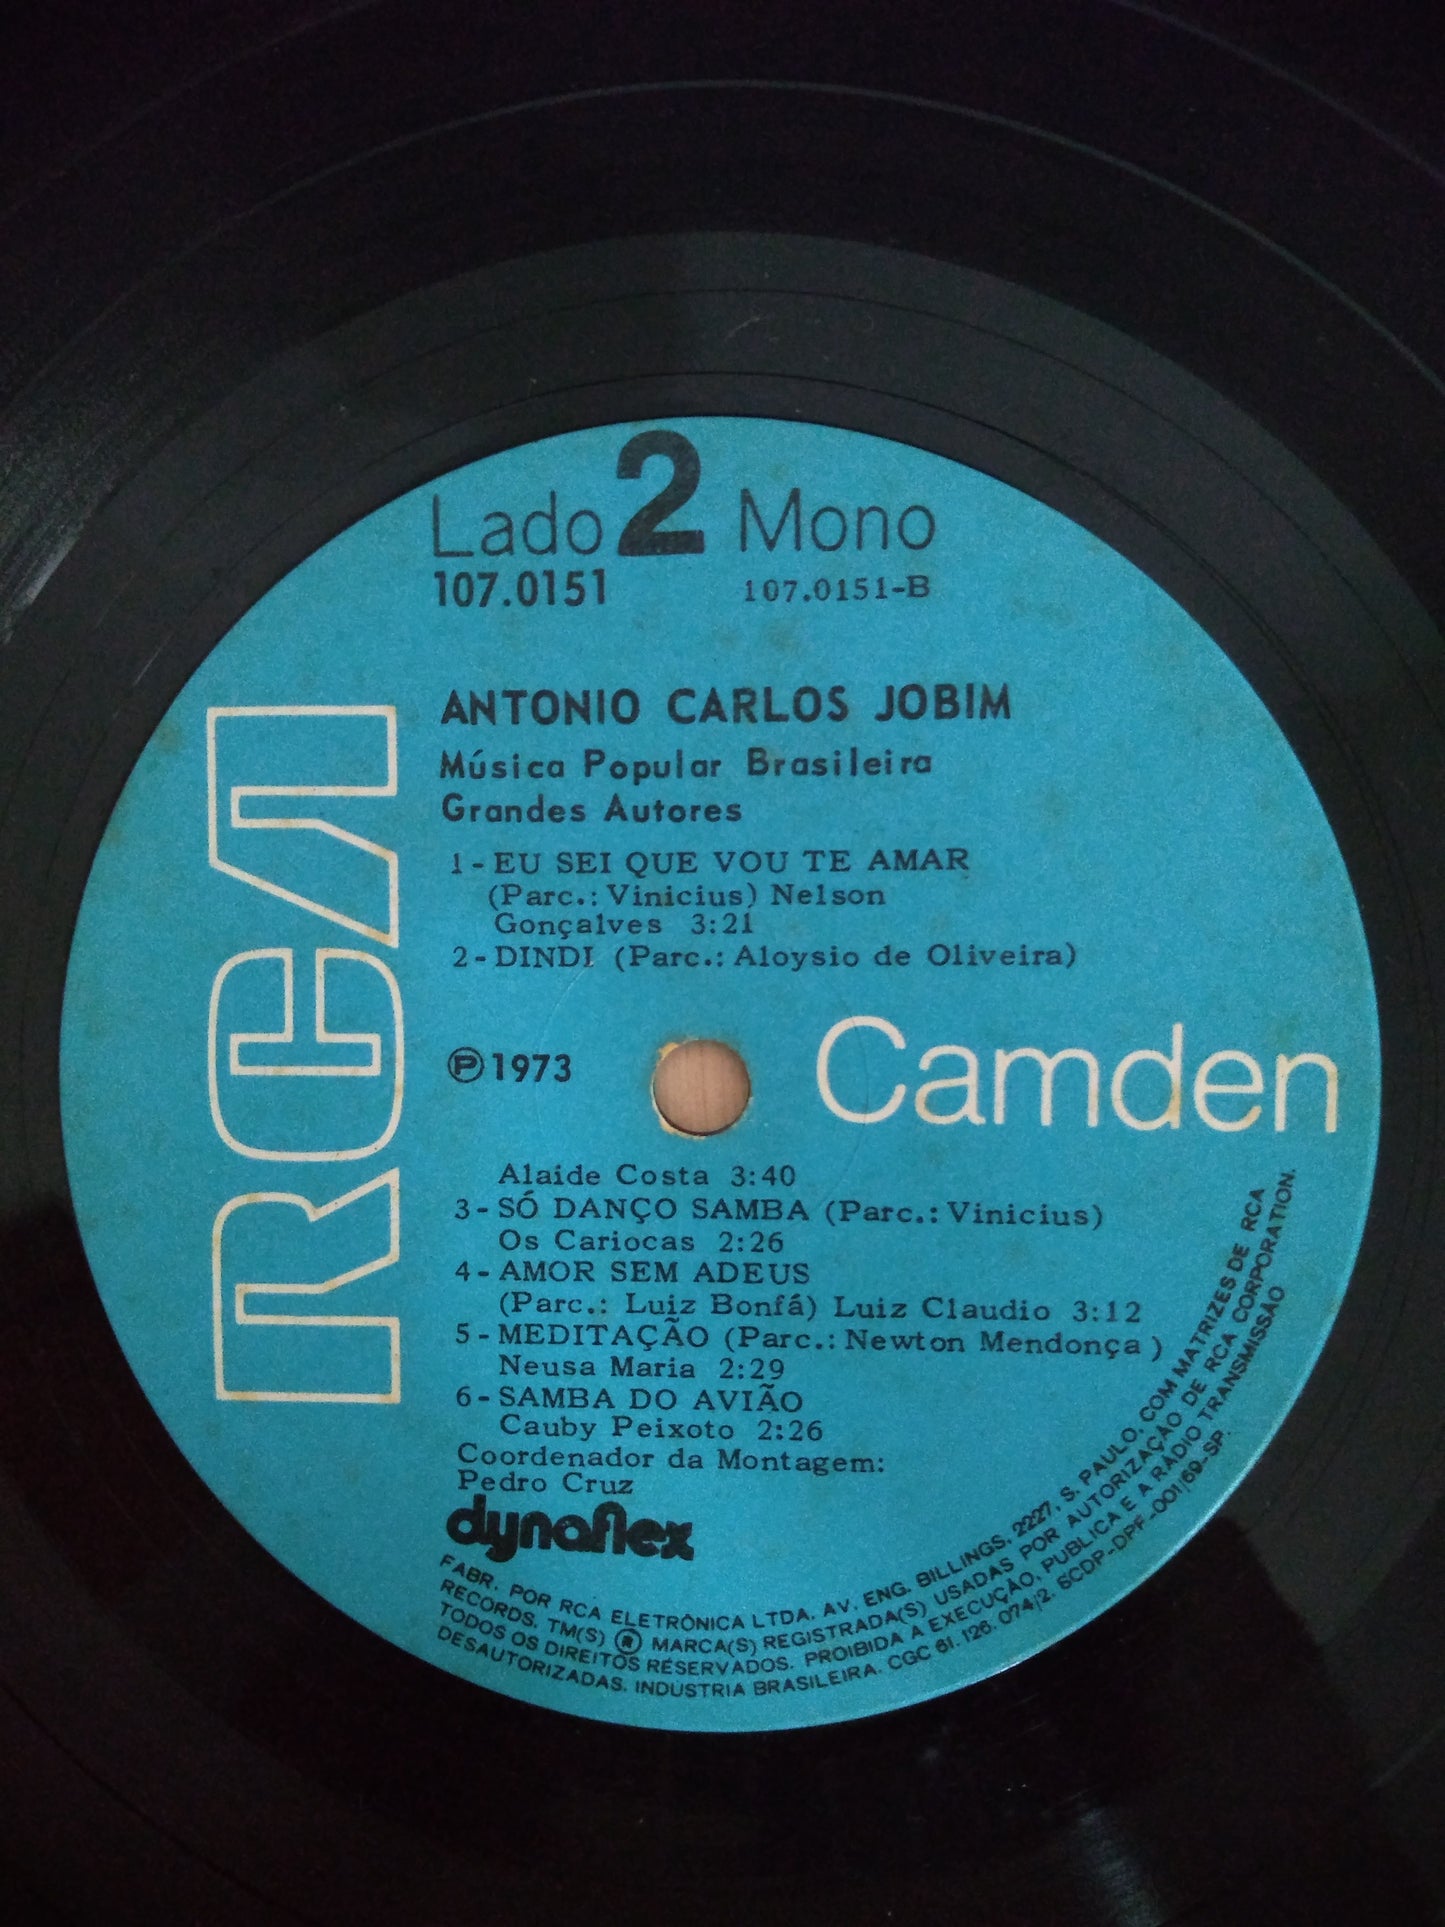 Lado 2 Mono
107.0151 107.0151-B
ANTONIO CARLOS JOBIM
Música Popular Brasileira
Grandes Autores
1-EU SEI QUE VOU TE AMAR
(Parc.: Vinicius) Nelson
Gonçalves 3:21
2-DINDI (Parc.: Aloysio de Oliveira)
RCA
℗1973
Camden
Alaide Costa 3:40
3-SÓ DANÇO SAMBA (Parc.: Vinicius)
Os Cariocas 2:26
4-AMOR SEM ADEUS
(Parc.: Luiz Bonfá) Luiz Claudio 3:12
5-MEDITAÇÃO (Parc.: Newton Mendonça )
Neusa Maria 2:29
6-SAMBA DO AVIÃO
Cauby Peixoto 2:26
Coordenador da Montagem:
Pedro Cruz
dynaflex
FABR. POR RCA ELETRÔNICA LTDA. AV. ENG. BILLINGS, 2227, S. PAULO, COM MATRIZES DE RCA
RECORDS. TM(S) ® MARCA(S) REGISTRADA(S) USADAS POR AUTORIZAÇÃO DE RCA CORPORATION.
TODOS OS DIREITOS RESERVADOS. PROIBIDA A EXECUÇÃO, PUBLICA E A RÁDIO TRANSMISSÃO
DESAUTORIZADAS. INDUSTRIA BRASILEIRA. CGC 61.126.074/2. SCDP-DPF-001/69-SP.